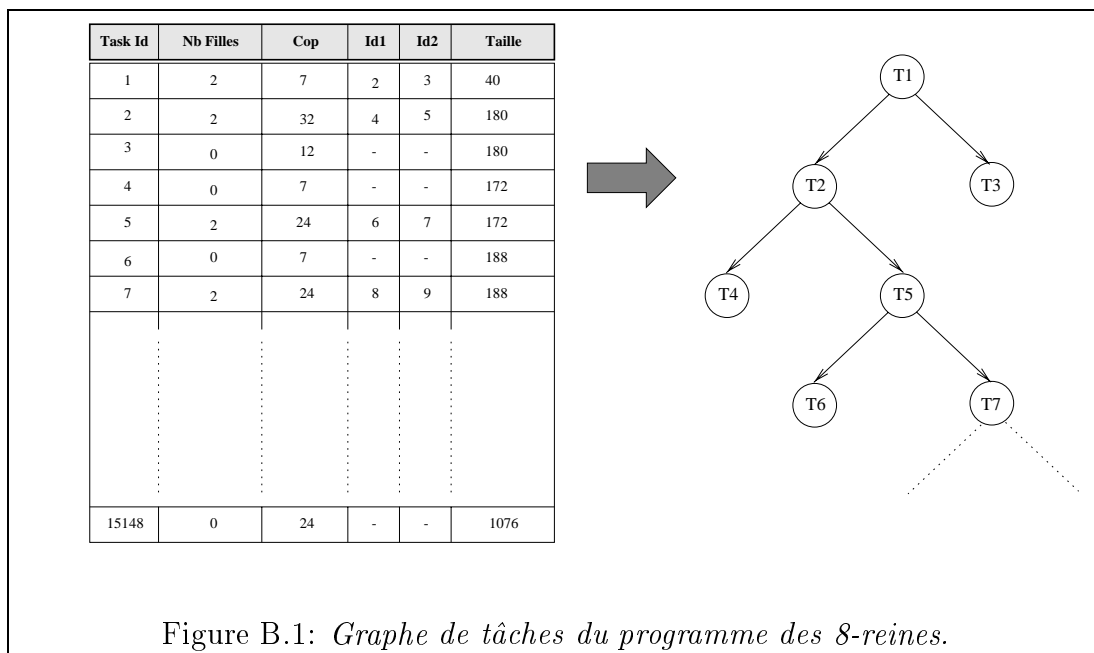 Task Id Nb Filles Cop Id1 Id2 Taille
1 2 7 2 3 40
2 2 32 4 5 180
3 0 12 - - 180
4 0 7 - - 172
5 2 24 6 7 172
6 0 7 - - 188
7 2 24 8 9 188
15148 0 24 - - 1076
T1
T2 T3
T4 T5
T6 T7
Figure B.1: Graphe de tâches du programme des 8-reines.